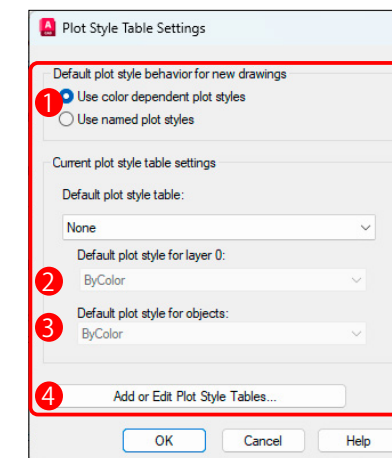 Plot Style Table Settings
Default plot style behavior for new drawings
1 Use color dependent plot styles
Use named plot styles
Current plot style table settings
Default plot style table:
None
Default plot style for layer 0:
2 ByColor
Default plot style for objects:
3 ByColor
4 Add or Edit Plot Style Tables...
OK Cancel Help